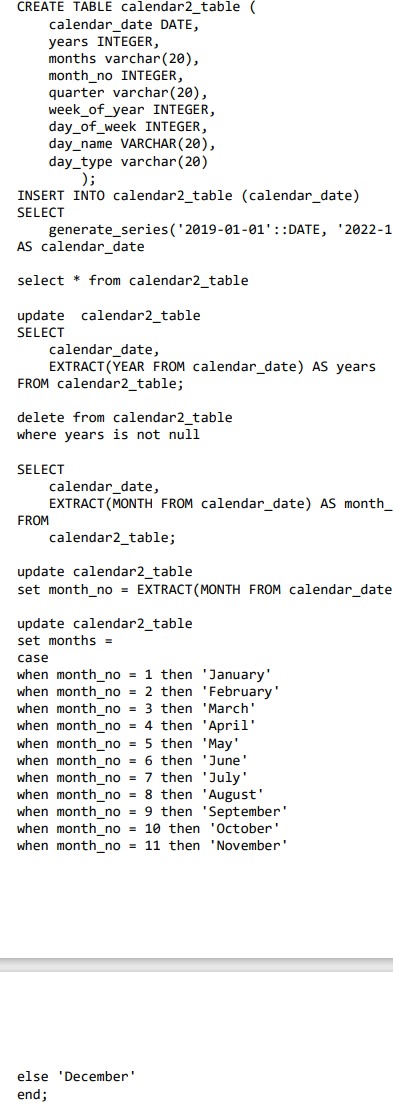 CREATE TABLE calendar2_table (
    calendar_date DATE,
    years INTEGER,
    months varchar(20),
    month_no INTEGER,
    quarter varchar(20),
    week_of_year INTEGER,
    day_of_week INTEGER,
    day_name VARCHAR(20),
    day_type varchar(20)
        );
INSERT INTO calendar2_table (calendar_date)
SELECT
    generate_series('2019-01-01'::DATE, '2022-1
AS calendar_date
select * from calendar2_table
update  calendar2_table
SELECT
    calendar_date,
    EXTRACT(YEAR FROM calendar_date) AS years
FROM calendar2_table;
delete from calendar2_table
where years is not null
SELECT
    calendar_date,
    EXTRACT(MONTH FROM calendar_date) AS month_
FROM
    calendar2_table;
update calendar2_table
set month_no = EXTRACT(MONTH FROM calendar_date
update calendar2_table
set months =
case
when month_no = 1 then 'January'
when month_no = 2 then 'February'
when month_no = 3 then 'March'
when month_no = 4 then 'April'
when month_no = 5 then 'May'
when month_no = 6 then 'June'
when month_no = 7 then 'July'
when month_no = 8 then 'August'
when month_no = 9 then 'September'
when month_no = 10 then 'October'
when month_no = 11 then 'November'
else 'December'
end;